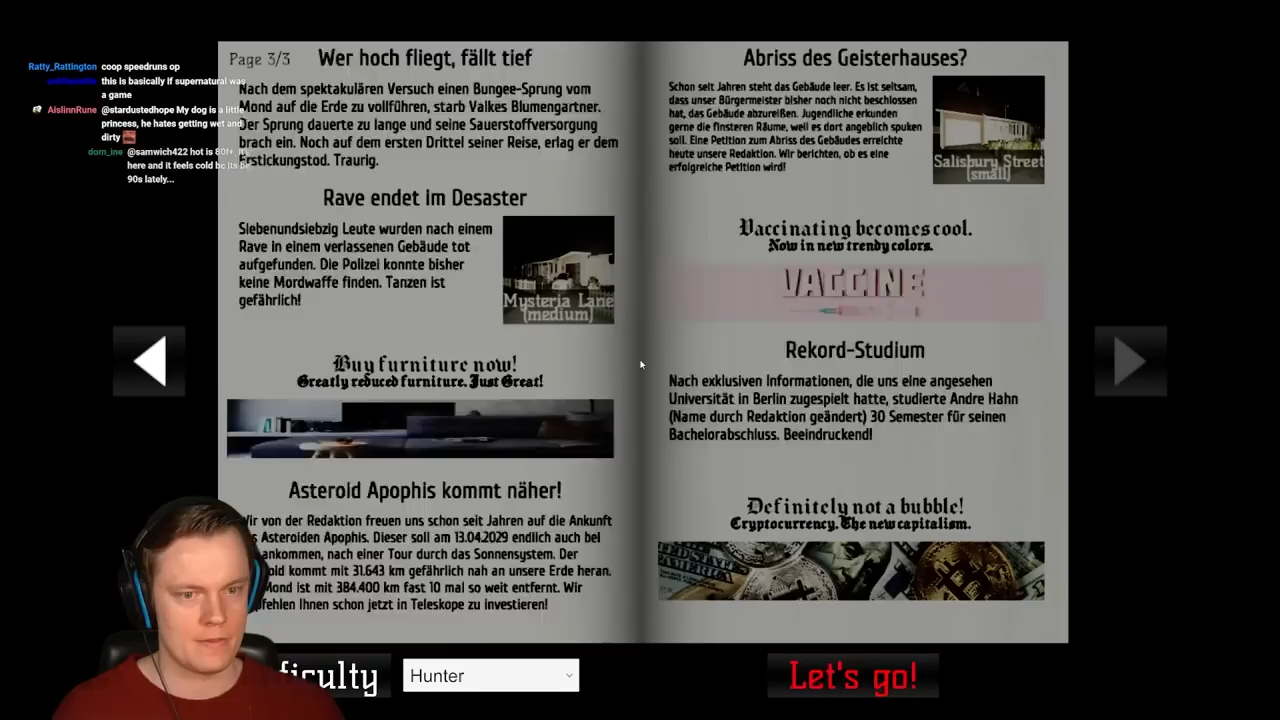 Ratty_Rattington coop speedruns op
this is basically if supernatural was
a game
AislinnRune @stardustedhope My dog is a little
princess, he hates getting wet and
dirty
dom_ine @samwich422 hot is 80f+
here and it feels cold
90s lately...
Page 3/3
Wer hoch fliegt, fällt tief
Nach dem spektakulären Versuch einen Bungee-Sprung vom
Mond auf die Erde zu vollführen, starb Valkes Blumengartner.
Der Sprung dauerte zu lange und seine Sauerstoffversorgung
brach ein. Noch auf dem ersten Drittel seiner Reise, erlag er dem
Erstickungstod. Traurig.
Rave endet im Desaster
Siebenundsiebzig Leute wurden nach einem
Rave in einem verlassenen Gebäude tot
aufgefunden. Die Polizei konnte bisher
keine Mordwaffe finden. Tanzen ist
gefährlich!
Mysteria Lane
(medium)
Buy furniture now!
Greatly reduced furniture. Just Great!
Asteroid Apophis kommt näher!
Wir von der Redaktion freuen uns schon seit Jahren auf die Ankunft
Asteroiden Apophis. Dieser soll am 13.04.2029 endlich auch bei
ankommen, nach einer Tour durch das Sonnensystem. Der
kommt mit 31.643 km gefährlich nah an unsere Erde heran.
Mond ist mit 384.400 km fast 10 mal so weit entfernt. Wir
Ihnen schon jetzt in Teleskope zu investieren!
Abriss des Geisterhauses?
Schon seit Jahren steht das Gebäude leer. Es ist seltsam,
dass unser Bürgermeister bisher noch nicht beschlossen
hat, das Gebäude abzureißen. Jugendliche erkunden
gerne die finsteren Räume, weil es dort angeblich spuken
soll. Eine Petition zum Abriss des Gebäudes erreichte
heute unsere Redaktion. Wir berichten, ob es eine
erfolgreiche Petition wird!
Salisbury Street
(small)
Vaccinating becomes cool.
Now in new trendy colors.
VACCINE
Rekord-Studium
Nach exklusiven Informationen, die uns eine angesehen
Universität in Berlin zugespielt hatte, studierte Andre Hahn
(Name durch Redaktion geändert) 30 Semester für seinen
Bachelorabschluss. Beeindruckend!
Definitely not a bubble!
Cryptocurrency. The new capitalism.
Hunter
Let's go!